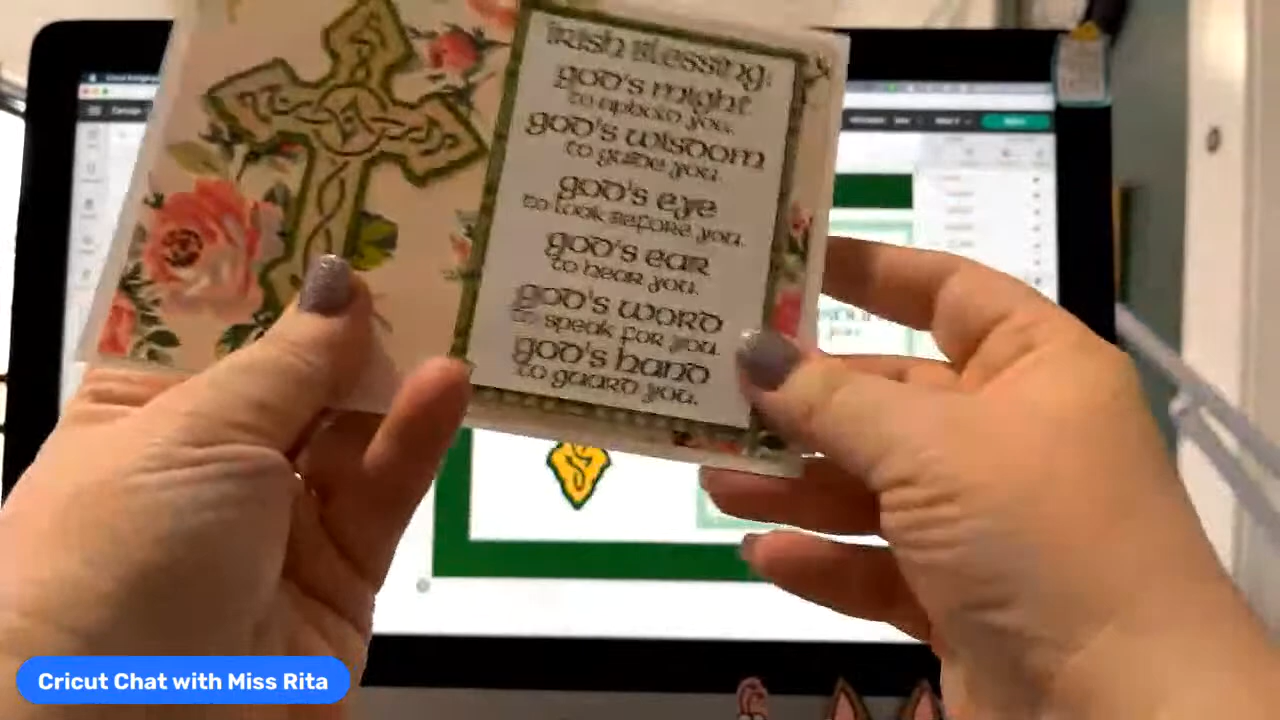 Irish Blessing:
god's might
to uphold you.
god's wisdom
to guide you.
god's eye
to look before you.
god's ear
to hear you.
god's word
to speak for you.
god's hand
to guard you.
Canvas
Cricut Chat with Miss Rita